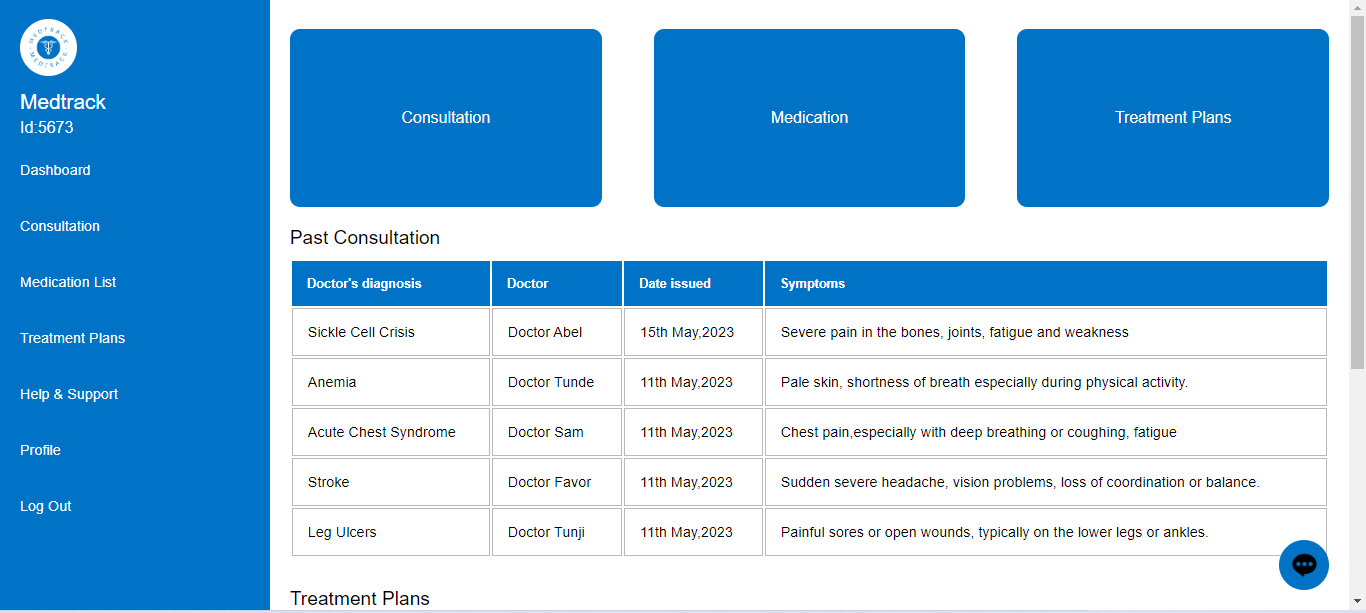 MEDTRACK
MEDTRACK
Medtrack
Id:5673
Dashboard
Consultation
Medication List
Treatment Plans
Help & Support
Profile
Log Out
Consultation
Medication
Treatment Plans
Past Consultation
Doctor's diagnosis Doctor Date issued Symptoms
Sickle Cell Crisis Doctor Abel 15th May,2023 Severe pain in the bones, joints, fatigue and weakness
Anemia Doctor Tunde 11th May,2023 Pale skin, shortness of breath especially during physical activity.
Acute Chest Syndrome Doctor Sam 11th May,2023 Chest pain,especially with deep breathing or coughing, fatigue
Stroke Doctor Favor 11th May,2023 Sudden severe headache, vision problems, loss of coordination or balance.
Leg Ulcers Doctor Tunji 11th May,2023 Painful sores or open wounds, typically on the lower legs or ankles.
Treatment Plans